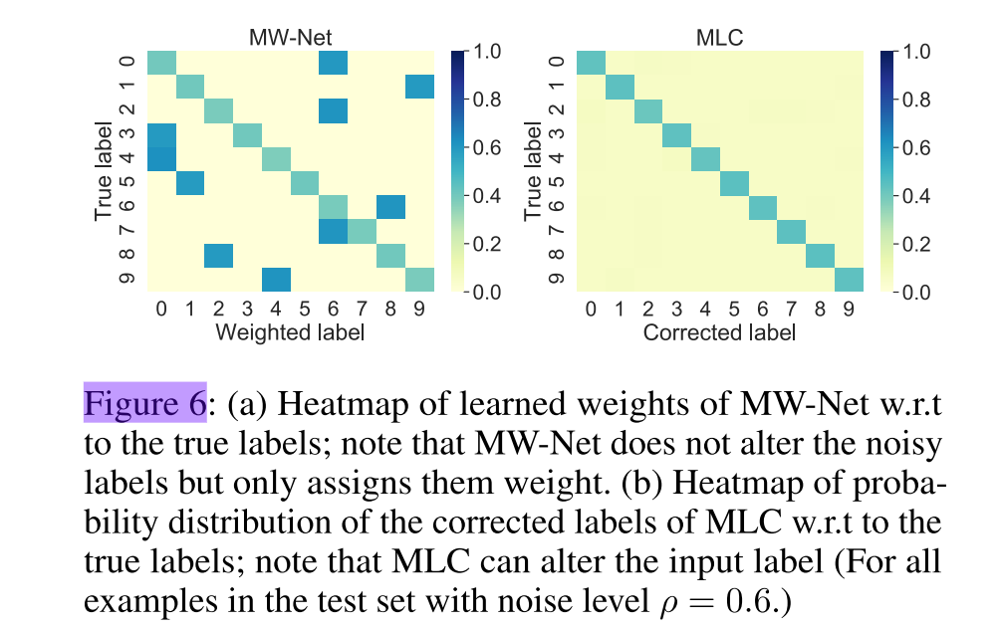 MW-Net
MLC
True label
0
1
2
3
4
5
6
7
8
9
0 1 2 3 4 5 6 7 8 9
Weighted label
1.0
0.8
0.6
0.4
0.2
0.0
True label
0
1
2
3
4
5
6
7
8
9
0 1 2 3 4 5 6 7 8 9
Corrected label
1.0
0.8
0.6
0.4
0.2
0.0
Figure 6: (a) Heatmap of learned weights of MW-Net w.r.t
to the true labels; note that MW-Net does not alter the noisy
labels but only assigns them weight. (b) Heatmap of proba-
bility distribution of the corrected labels of MLC w.r.t to the
true labels; note that MLC can alter the input label (For all
examples in the test set with noise level ρ = 0.6.)